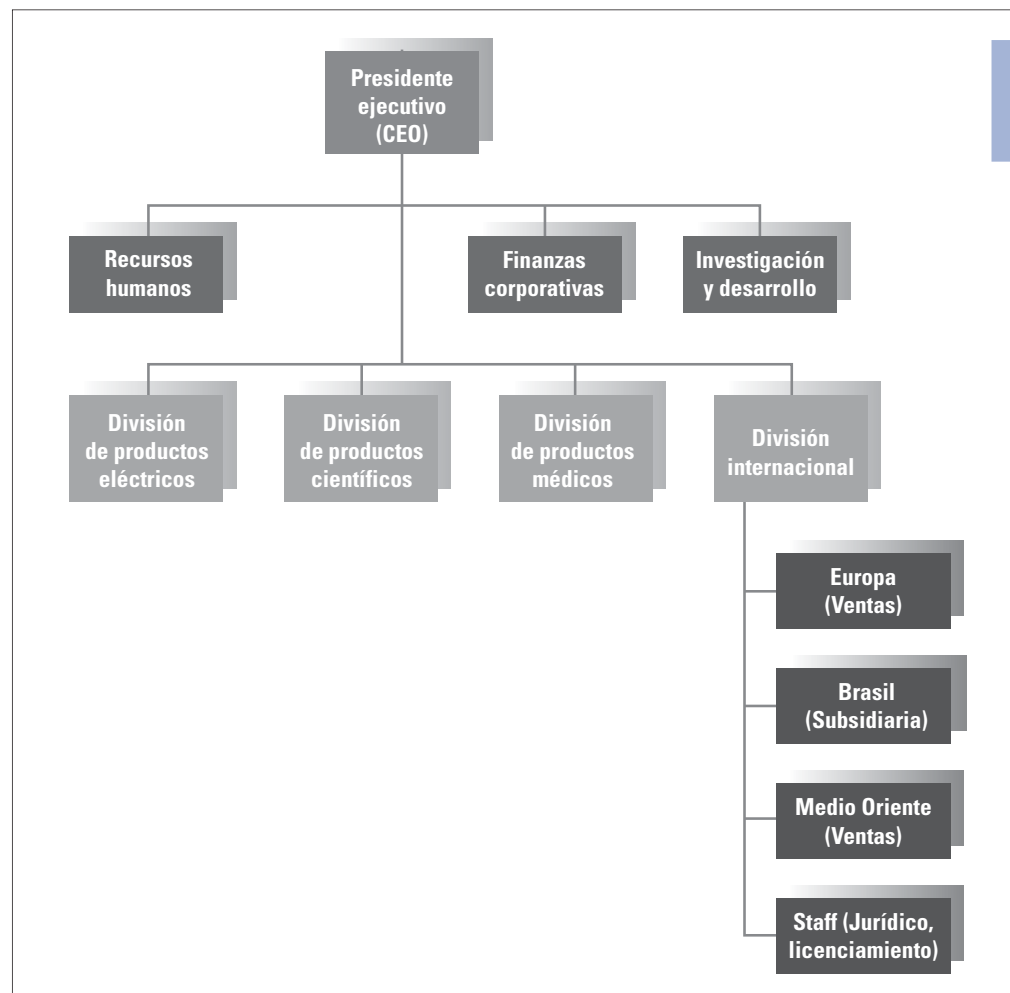 Presidente
ejecutivo
(CEO)
Recursos
humanos
Finanzas
corporativas
Investigación
y desarrollo
División
de productos
eléctricos
División
de productos
científicos
División
de productos
médicos
División
internacional
Europa
(Ventas)
Brasil
(Subsidiaria)
Medio Oriente
(Ventas)
Staff (Jurídico,
licenciamiento)